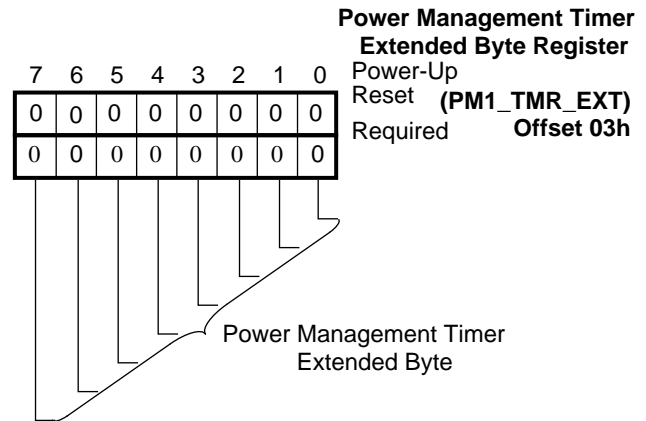 Power Management Timer
Extended Byte Register
(PM1_TMR_EXT)
Offset 03h
7 6 5 4 3 2 1 0
Power-Up
Reset
0 0 0 0 0 0 0 0
Required
0 0 0 0 0 0 0 0
Power Management Timer
Extended Byte